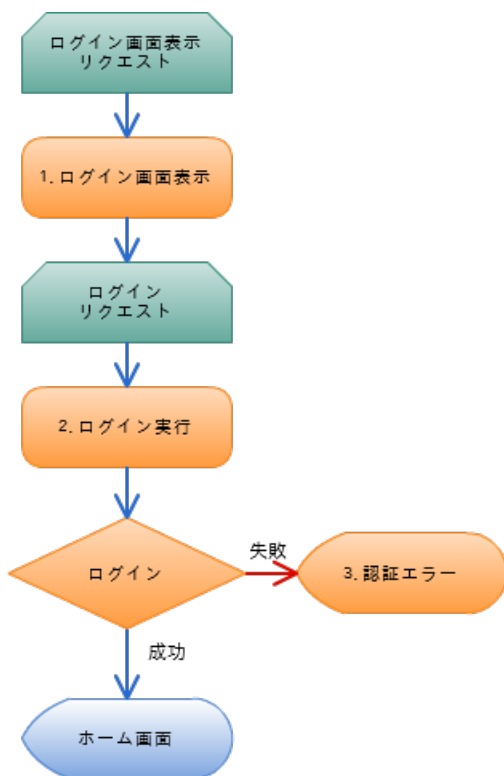 ログイン画面表示
リクエスト
1.ログイン画面表示
ログイン
リクエスト
2.ログイン実行
失敗
ログイン
3.認証エラー
成功
ホーム画面